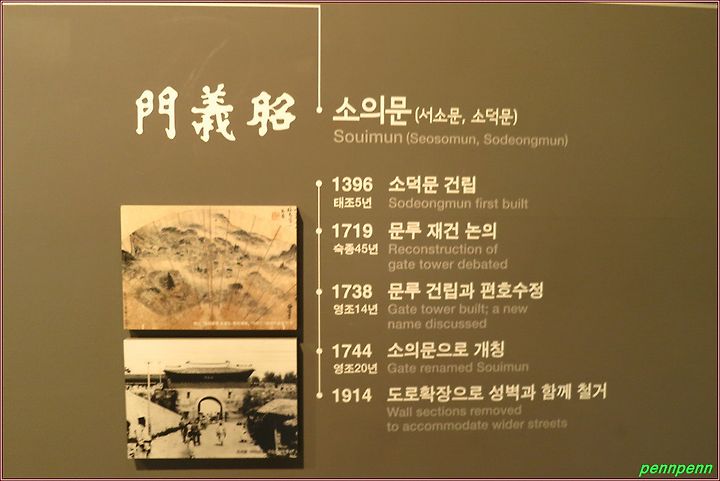 門義昭
소의문 (서소문, 소덕문)
Souimun (Seosomun, Sodeongmun)
1396 소덕문 건립
태조5년 Sodeongmun first built
1719 문루 재건 논의
숙종45년 Reconstruction of
gate tower debated
1738 문루 건립과 편호수정
영조14년 Gate tower built; a new
name discussed
1744 소의문으로 개칭
영조20년 Gate renamed Souimun
1914 도로확장으로 성벽과 함께 철거
Wall sections removed
to accommodate wider streets
pennpenn